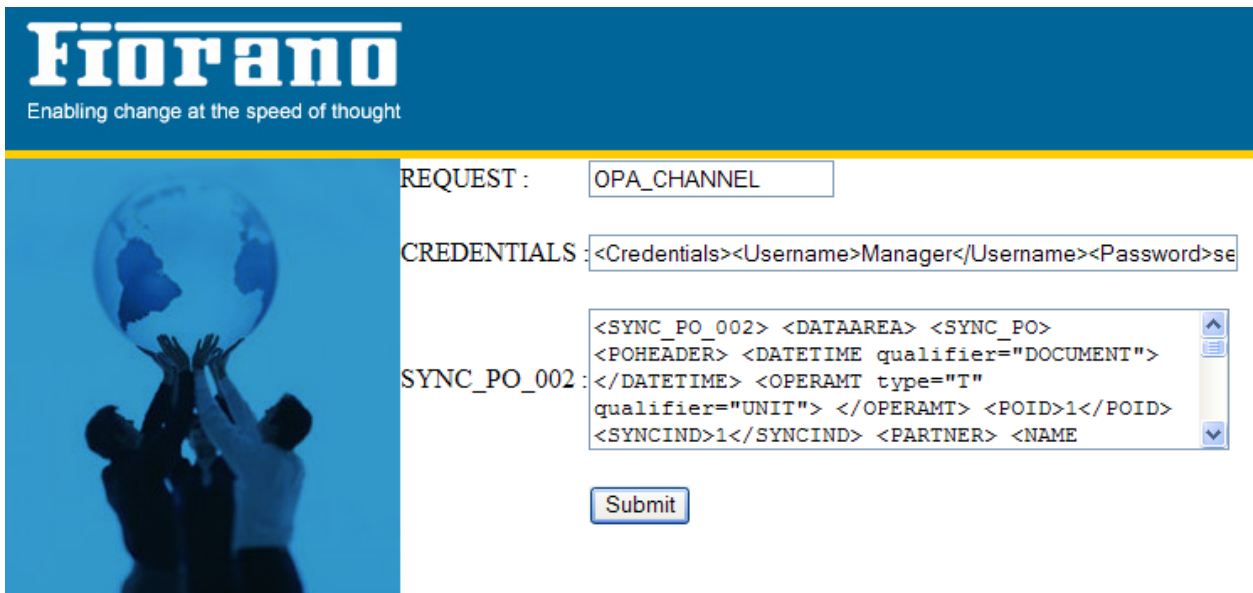 Fiorano
Enabling change at the speed of thought
REQUEST : OPA_CHANNEL
CREDENTIALS : <Credentials><Username>Manager</Username><Password>se
SYNC_PO_002 :
<SYNC_PO_002> <DATAAREA> <SYNC_PO>
<POHEADER> <DATETIME qualifier="DOCUMENT">
</DATETIME> <OPERAMT type="T"
qualifier="UNIT"> </OPERAMT> <POID>1</POID>
<SYNCIND>1</SYNCIND> <PARTNER> <NAME
Submit